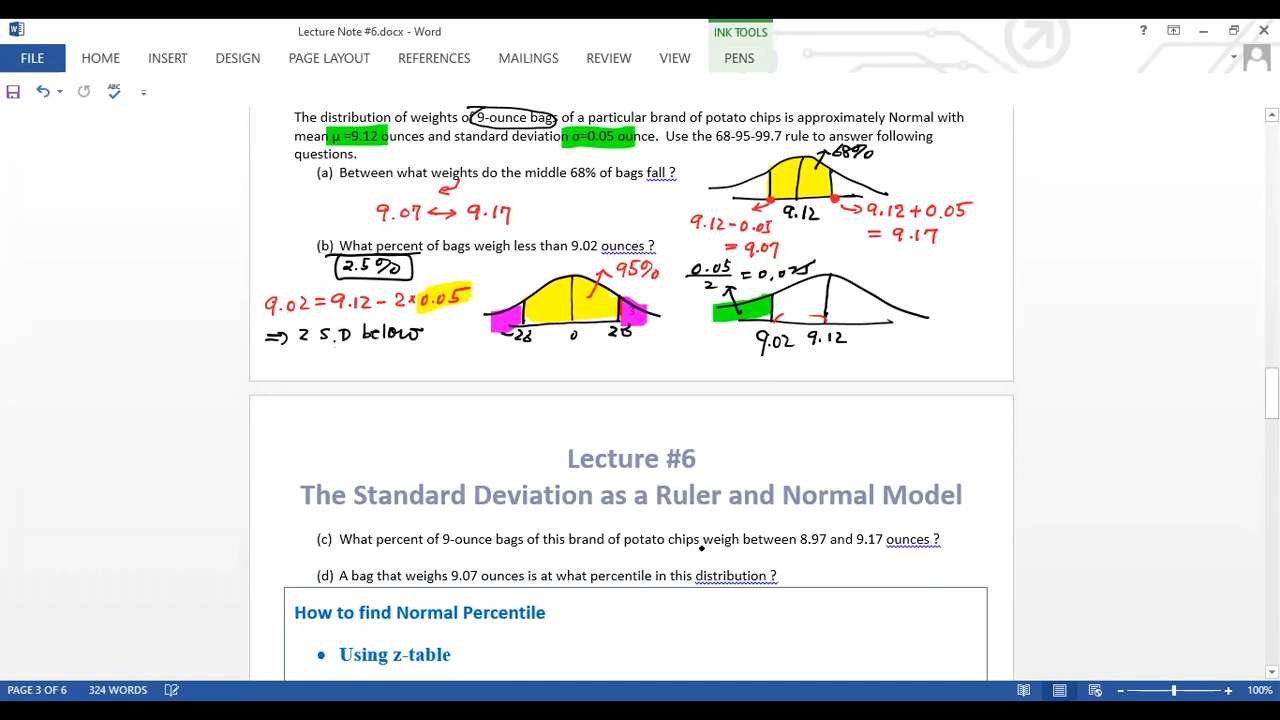 Lecture Note #6.docx - Word
INK TOOLS
?
FILE HOME INSERT DESIGN PAGE LAYOUT REFERENCES MAILINGS REVIEW VIEW PENS
ABC
The distribution of weights of 9-ounce bags of a particular brand of potato chips is approximately Normal with
mean μ =9.12 ounces and standard deviation σ=0.05 ounce. Use the 68-95-99.7 rule to answer following
questions.
68%
(a) Between what weights do the middle 68% of bags fall ?
9.07 ↔ 9.17
9.12
9.12 - 0.05
= 9.07
9.12 + 0.05
= 9.17
(b) What percent of bags weigh less than 9.02 ounces ?
2.5%
9.02 = 9.12 - 2 * 0.05
⇒ 2 S.D below
95%
-2σ 0 2σ
0.05/2 = 0.025
9.02 9.12
3
Lecture #6
The Standard Deviation as a Ruler and Normal Model
(c) What percent of 9-ounce bags of this brand of potato chips weigh between 8.97 and 9.17 ounces ?
(d) A bag that weighs 9.07 ounces is at what percentile in this distribution ?
How to find Normal Percentile
• Using z-table
PAGE 3 OF 6 324 WORDS 100%